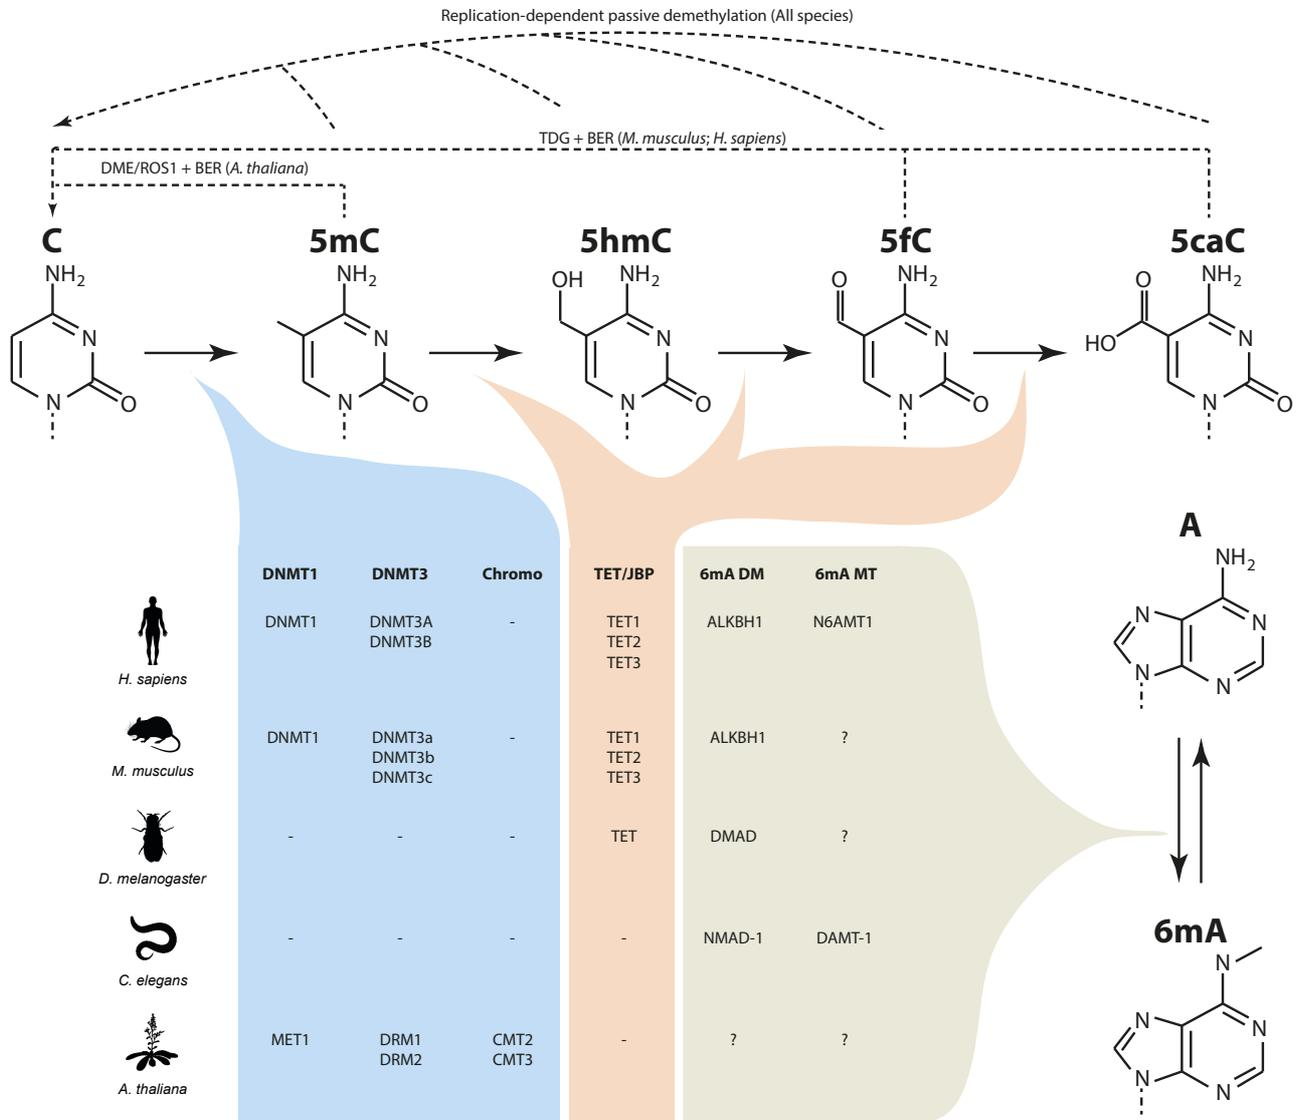 Replication-dependent passive demethylation (All species)
TDG + BER (M. musculus; H. sapiens)
DME/ROS1 + BER (A. thaliana)
C 5mC 5hmC 5fC 5caC
NH2 NH2 OH NH2 O NH2 O NH2
N N N N HO N
N O N O N O N O N O
A
NH2
DNMT1 DNMT3 Chromo TET/JBP 6mA DM 6mA MT
DNMT1 DNMT3A - TET1 ALKBH1 N6AMT1 N N
DNMT3B TET2
TET3
N N
H. sapiens
DNMT1 DNMT3a - TET1 ALKBH1 ?
DNMT3b TET2
M. musculus
DNMT3c TET3
- - - TET DMAD ?
D. melanogaster
6mA
- - - - NMAD-1 DAMT-1
N
C. elegans
N N
MET1 DRM1 CMT2 - ? ?
DRM2 CMT3
N N
A. thaliana